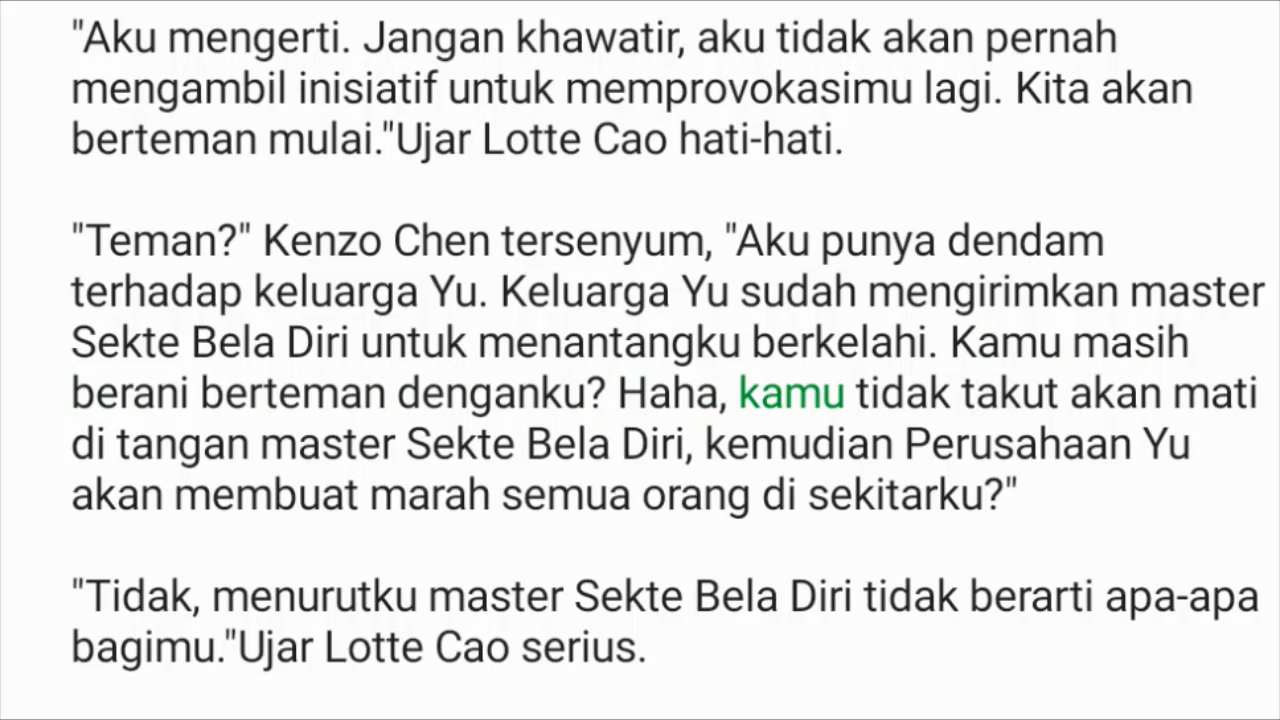 "Aku mengerti. Jangan khawatir, aku tidak akan pernah
mengambil inisiatif untuk memprovokasimu lagi. Kita akan
berteman mulai."Ujar Lotte Cao hati-hati.
"Teman?" Kenzo Chen tersenyum, "Aku punya dendam
terhadap keluarga Yu. Keluarga Yu sudah mengirimkan master
Sekte Bela Diri untuk menantangku berkelahi. Kamu masih
berani berteman denganku? Haha, kamu tidak takut akan mati
di tangan master Sekte Bela Diri, kemudian Perusahaan Yu
akan membuat marah semua orang di sekitarku?"
"Tidak, menurutku master Sekte Bela Diri tidak berarti apa-apa
bagimu."Ujar Lotte Cao serius.